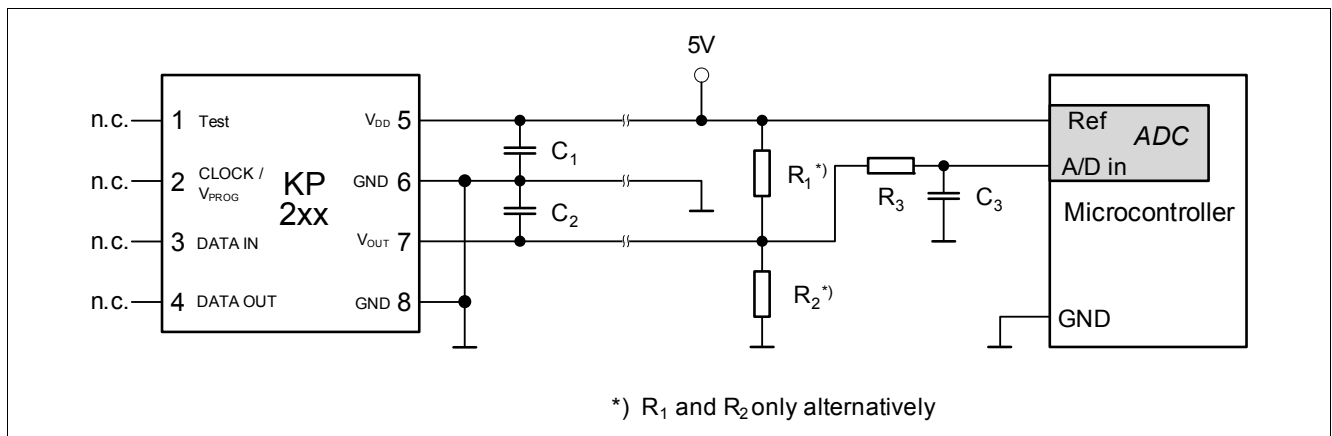 5V
n.c. 1 Test
n.c. 2 CLOCK / VPROG
n.c. 3 DATA IN
n.c. 4 DATA OUT
KP
2xx
VDD 5
GND 6
VOUT 7
GND 8
C1
C2
R1*)
R2*)
R3
C3
Ref
ADC
A/D in
Microcontroller
GND
*) R1 and R2 only alternatively